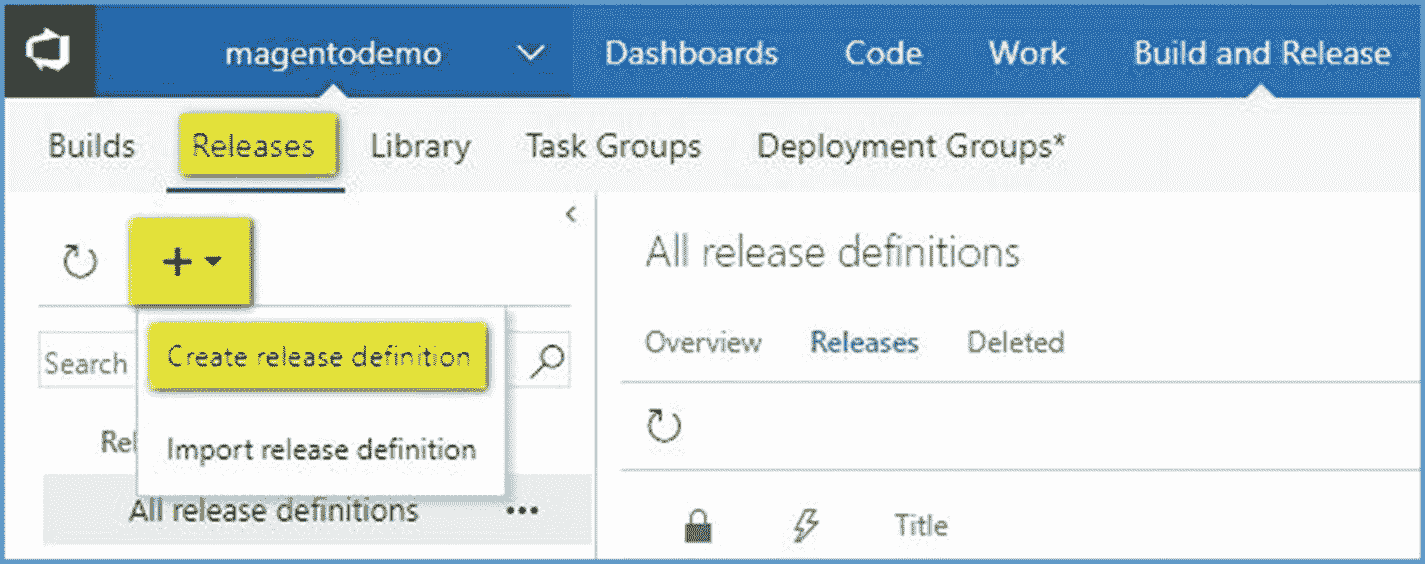 magentodemo Dashboards Code Work Build and Release
Builds Releases Library Task Groups Deployment Groups*
All release definitions
Search Create release definition
Overview Releases Deleted
Import release definition
All release definitions ...
Title